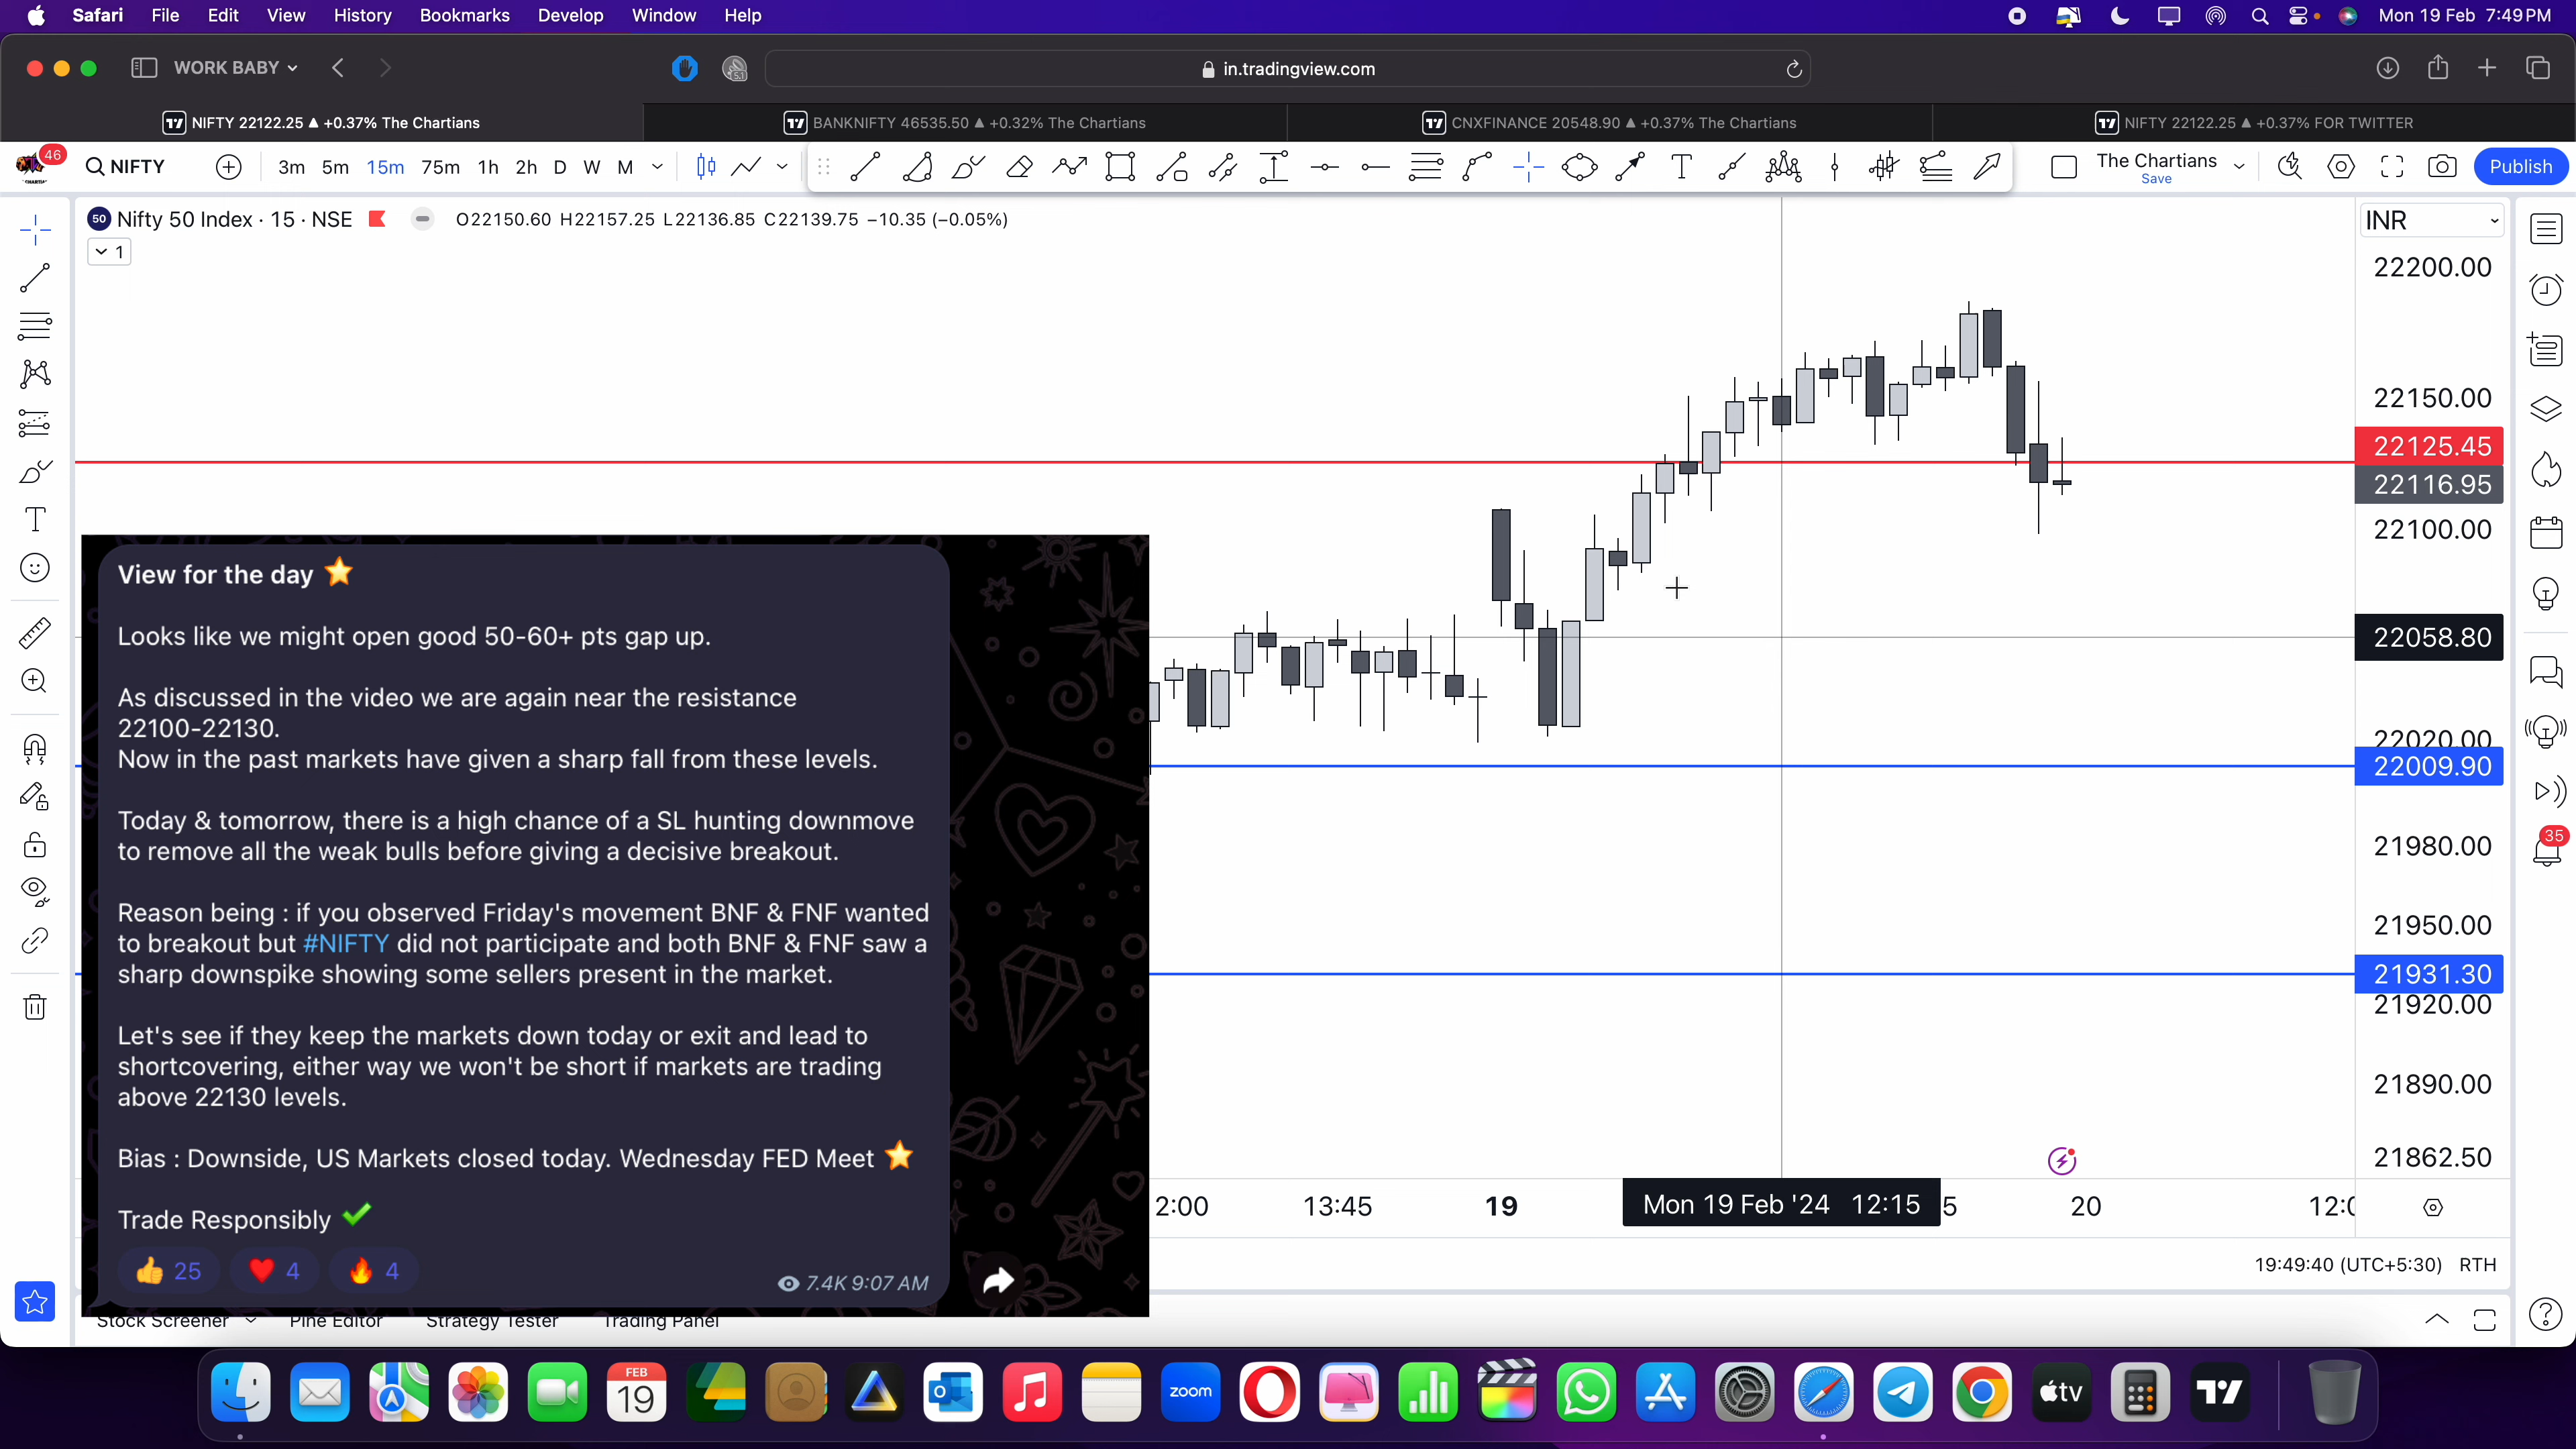 Safari File Edit View History Bookmarks Develop Window Help Mon 19 Feb 7:49 PM
WORK BABY in.tradingview.com
NIFTY 22122.25 ▲ +0.37% The Chartians BANKNIFTY 46535.50 ▲ +0.32% The Chartians CNXFINANCE 20548.90 ▲ +0.37% The Chartians NIFTY 22122.25 ▲ +0.37% FOR TWITTER
46 NIFTY 3m 5m 15m 75m 1h 2h D W M The Chartians Save Publish
50 Nifty 50 Index · 15 · NSE O22150.60 H22157.25 L22136.85 C22139.75 −10.35 (−0.05%) INR
1
22200.00
22150.00
22125.45
22116.95
22100.00
22058.80
22020.00
22009.90
21980.00
21950.00
21931.30
21920.00
21890.00
21862.50
35
View for the day ⭐
Looks like we might open good 50-60+ pts gap up.
As discussed in the video we are again near the resistance
22100-22130.
Now in the past markets have given a sharp fall from these levels.
Today & tomorrow, there is a high chance of a SL hunting downmove
to remove all the weak bulls before giving a decisive breakout.
Reason being : if you observed Friday's movement BNF & FNF wanted
to breakout but #NIFTY did not participate and both BNF & FNF saw a
sharp downspike showing some sellers present in the market.
Let's see if they keep the markets down today or exit and lead to
shortcovering, either way we won't be short if markets are trading
above 22130 levels.
Bias : Downside, US Markets closed today. Wednesday FED Meet ⭐
Trade Responsibly ✔
👍 25 ❤ 4 🔥 4 7.4K 9:07 AM
2:00 13:45 19 Mon 19 Feb '24 12:15 5 20 12:0
19:49:40 (UTC+5:30) RTH
Stock Screener Pine Editor Strategy Tester Trading Panel
FEB
19
zoom
tv